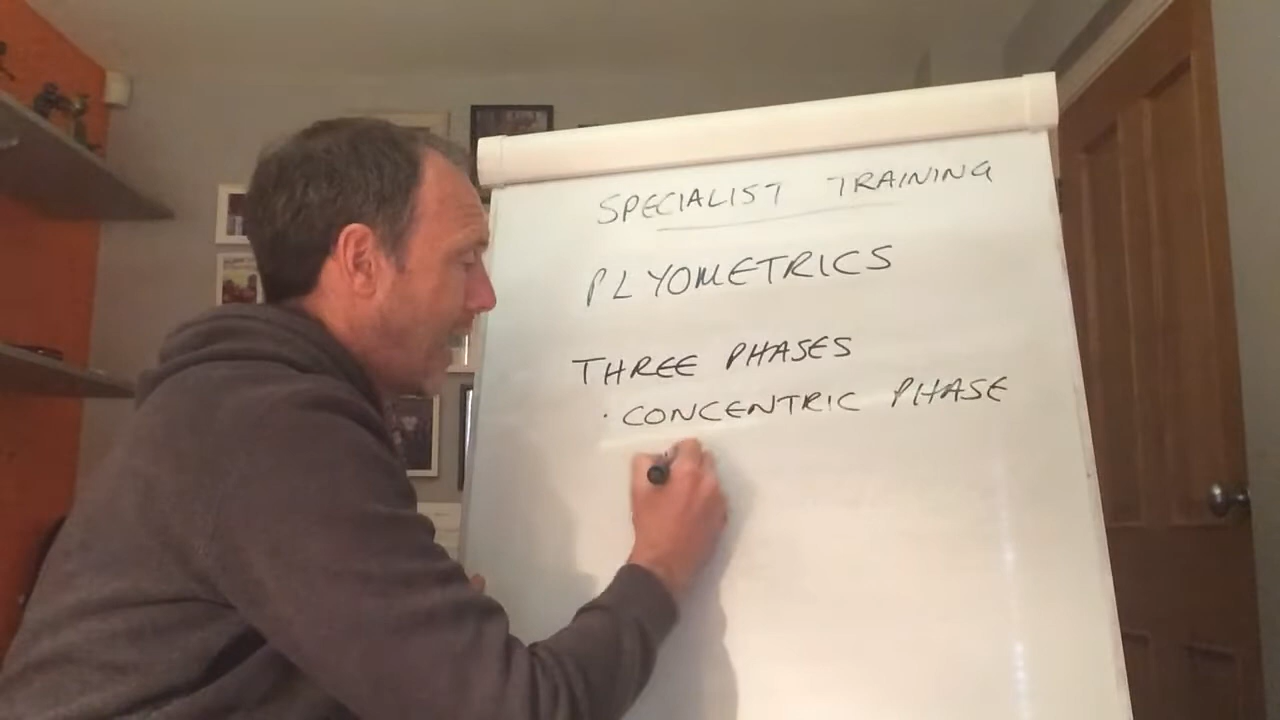 SPECIALIST TRAINING
PLYOMETRICS
THREE PHASES
· CONCENTRIC PHASE